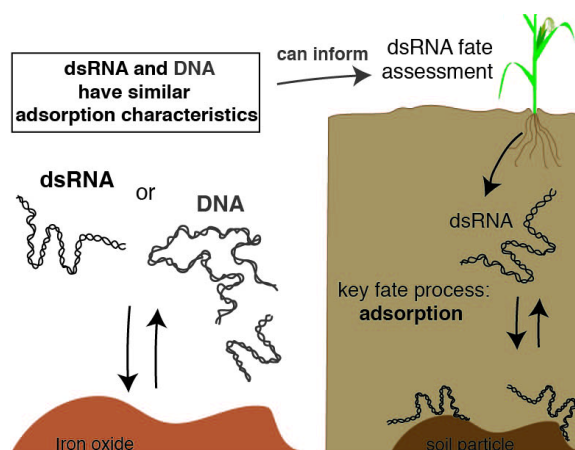 dsRNA and DNA
have similar
adsorption characteristics
can inform
dsRNA fate
assessment
dsRNA
or
DNA
Iron oxide
dsRNA
key fate process:
adsorption
soil particle